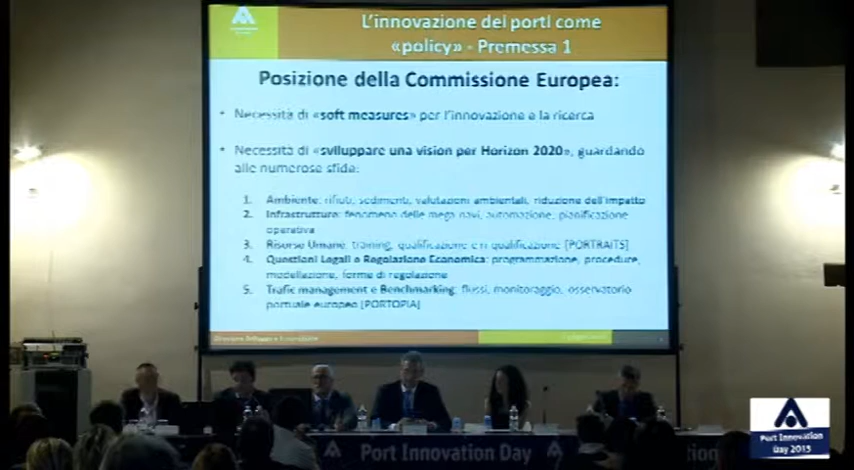 L'innovazione dei porti come
«policy» - Premessa 1
Posizione della Commissione Europea:
• Necessità di «soft measures» per l'innovazione e la ricerca
• Necessità di «sviluppare una vision per Horizon 2020», guardando
alle numerose sfide:
1. Ambiente: rifiuti, sedimenti, valutazioni ambientali, riduzione dell'impatto
2. Infrastrutture: fenomeno delle mega navi, automazione, pianificazione
operativa
3. Risorse Umane: training, qualificazione e ri qualificazione [PORTRAITS]
4. Questioni Legali e Regolazione Economica: programmazione, procedure,
modellazione, forme di regolazione
5. Trafic management e Benchmarking: flussi, monitoraggio, osservatorio
portuale europeo [PORTOPIA]
Port Innovation Day
Port Innovation
Day 2015